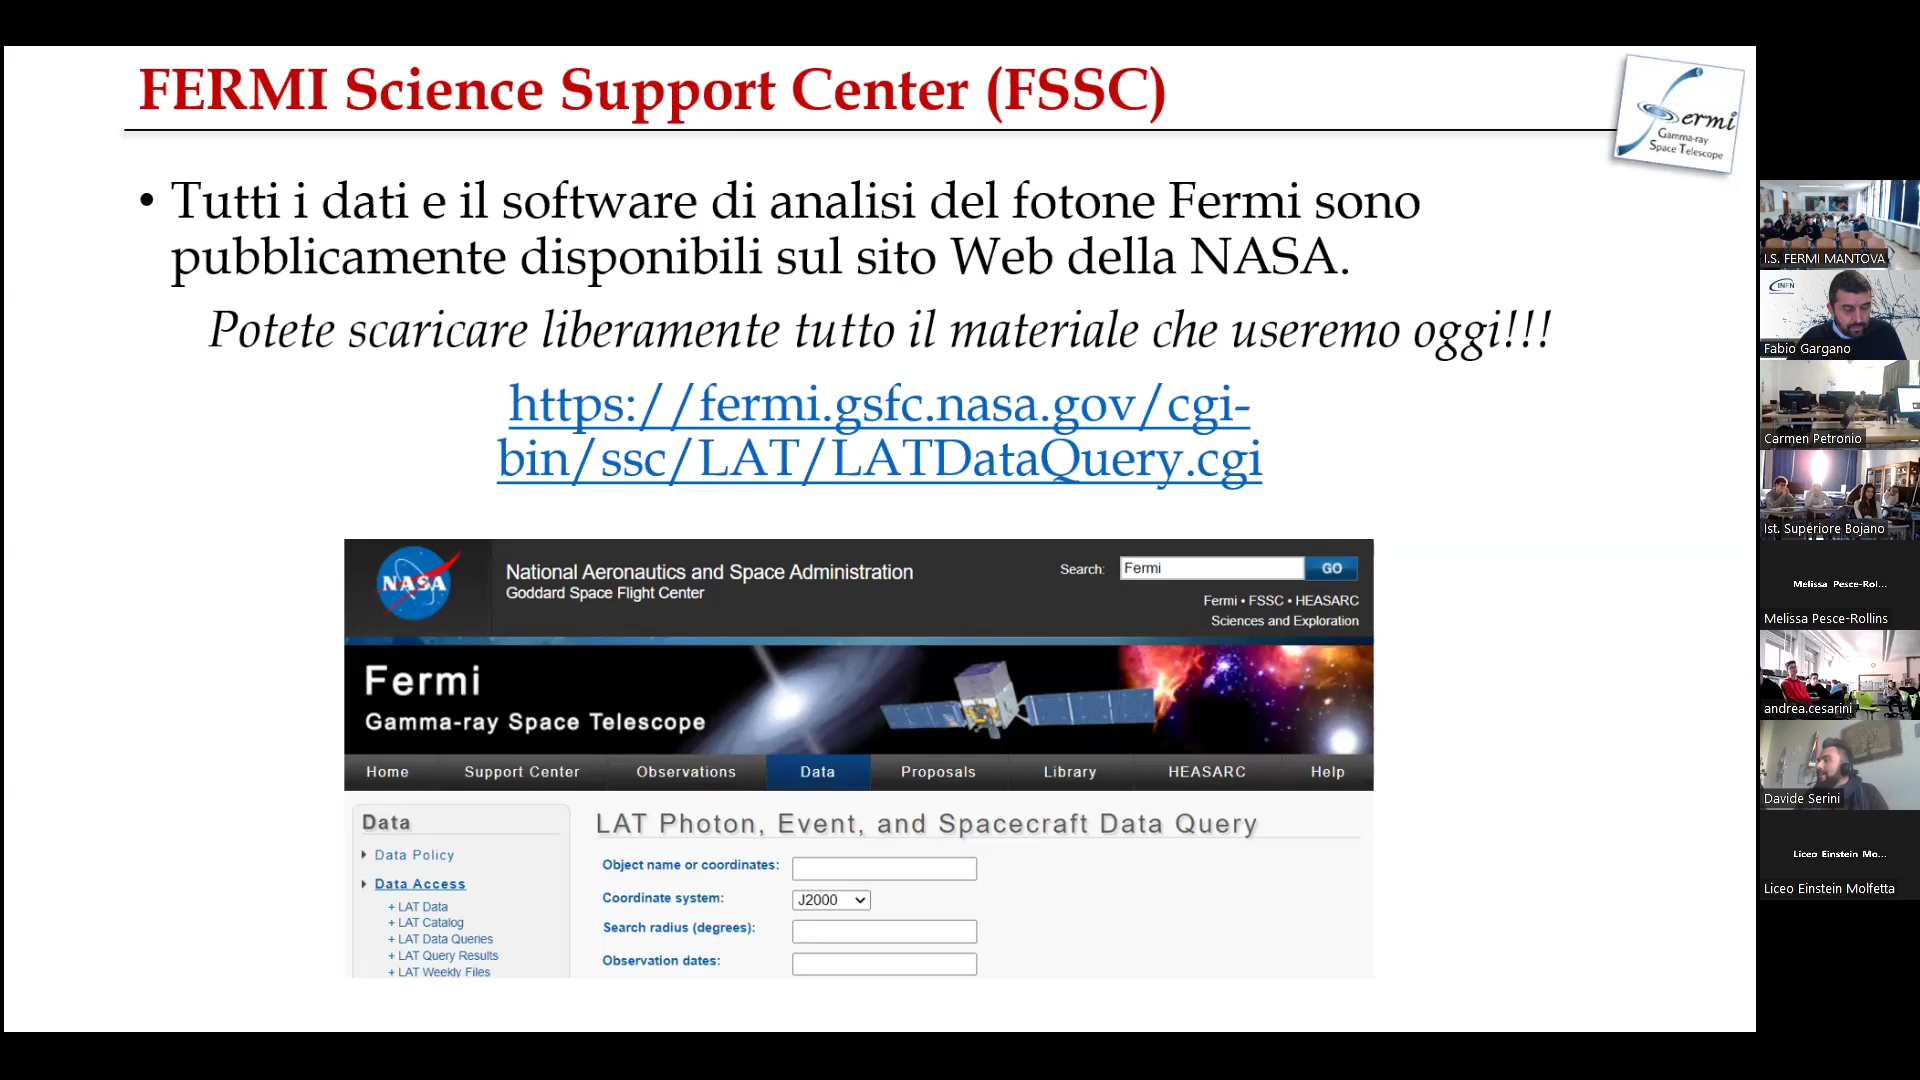 FERMI Science Support Center (FSSC)
Fermi
Gamma-ray
Space Telescope
• Tutti i dati e il software di analisi del fotone Fermi sono
pubblicamente disponibili sul sito Web della NASA.
Potete scaricare liberamente tutto il materiale che useremo oggi!!!
https://fermi.gsfc.nasa.gov/cgi-
bin/ssc/LAT/LATDataQuery.cgi
NASA
National Aeronautics and Space Administration
Goddard Space Flight Center
Search: Fermi GO
Fermi • FSSC • HEASARC
Sciences and Exploration
Fermi
Gamma-ray Space Telescope
Home Support Center Observations Data Proposals Library HEASARC Help
Data
Data Policy
Data Access
+ LAT Data
+ LAT Catalog
+ LAT Data Queries
+ LAT Query Results
+ LAT Weekly Files
LAT Photon, Event, and Spacecraft Data Query
Object name or coordinates:
Coordinate system: J2000
Search radius (degrees):
Observation dates:
I.S. FERMI MANTOVA
INFN
Fabio Gargano
Carmen Petronio
Ist. Superiore Bojano
Melissa Pesce-Rol...
Melissa Pesce-Rollins
andrea.cesarini
Davide Serini
Liceo Einstein Mo...
Liceo Einstein Molfetta